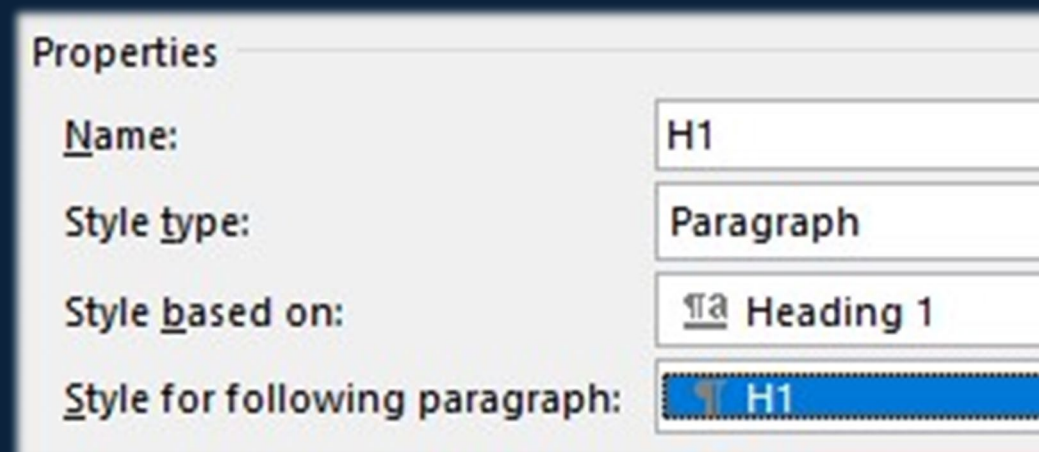 Properties
Name: H1
Style type: Paragraph
Style based on: ¶a Heading 1
Style for following paragraph: ¶ H1